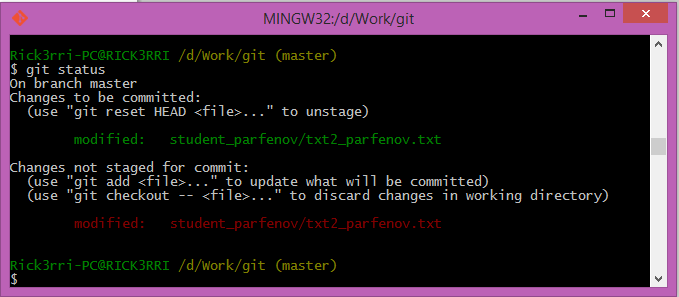 MINGW32:/d/Work/git
Rick3rri-PC@RICK3RRI /d/Work/git (master)
$ git status
On branch master
Changes to be committed:
  (use "git reset HEAD <file>..." to unstage)
        modified:   student_parfenov/txt2_parfenov.txt
Changes not staged for commit:
  (use "git add <file>..." to update what will be committed)
  (use "git checkout -- <file>..." to discard changes in working directory)
        modified:   student_parfenov/txt2_parfenov.txt
Rick3rri-PC@RICK3RRI /d/Work/git (master)
$